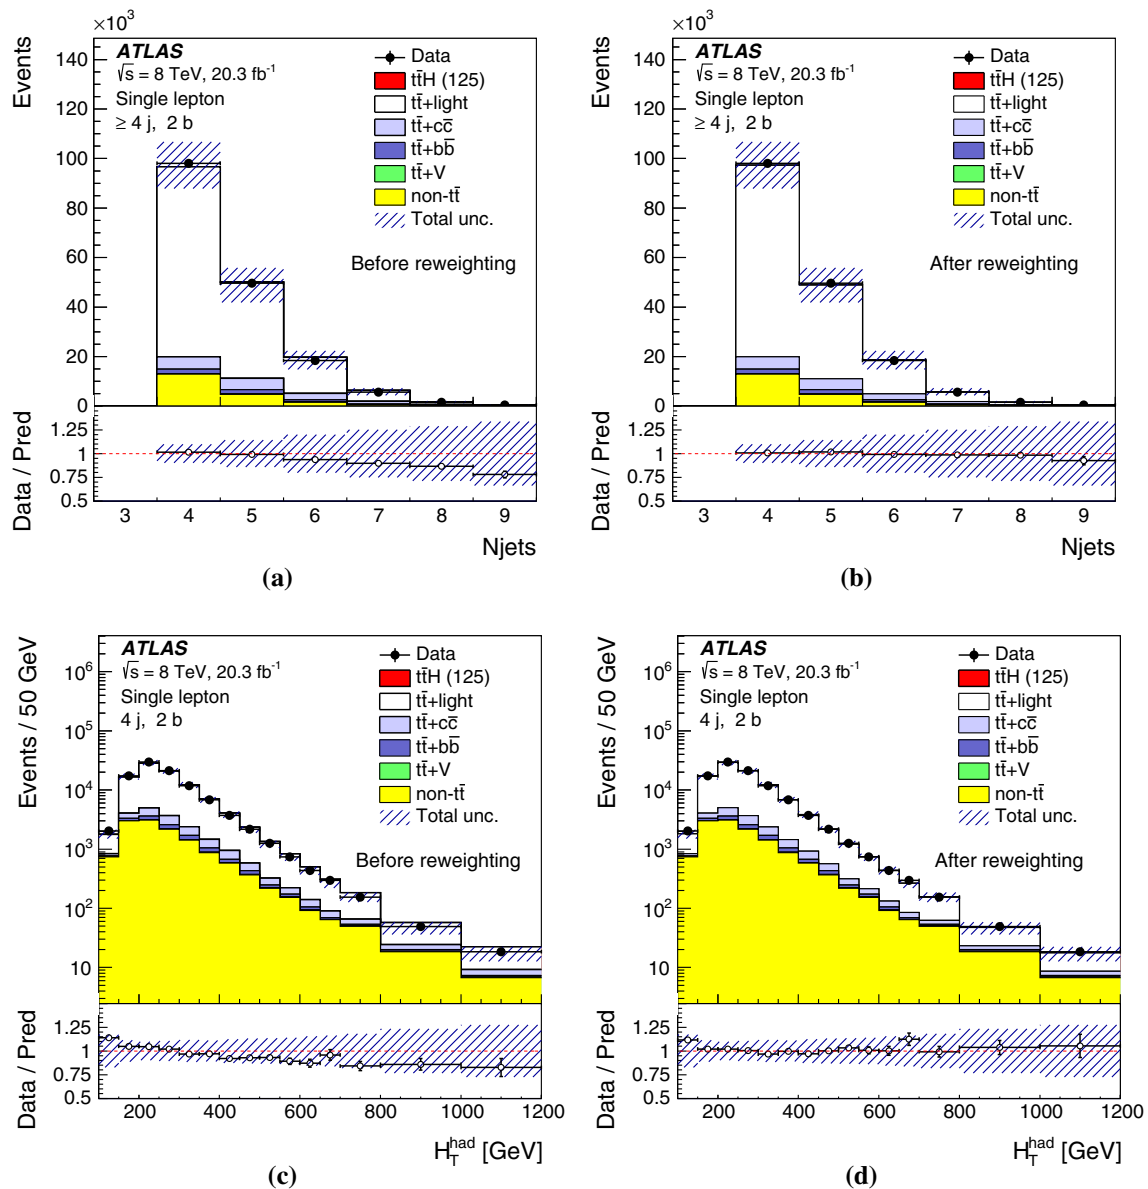 ×10³
Events
140
120
100
80
60
40
20
0
ATLAS
√s = 8 TeV, 20.3 fb⁻¹
Single lepton
≥ 4 j, 2 b
Data
tt̄H (125)
tt̄+light
tt̄+cc̄
tt̄+bb̄
tt̄+V
non-tt̄
Total unc.
Before reweighting
Data / Pred
1.25
1
0.75
0.5
3 4 5 6 7 8 9
Njets
(a)
×10³
Events
140
120
100
80
60
40
20
0
ATLAS
√s = 8 TeV, 20.3 fb⁻¹
Single lepton
≥ 4 j, 2 b
Data
tt̄H (125)
tt̄+light
tt̄+cc̄
tt̄+bb̄
tt̄+V
non-tt̄
Total unc.
After reweighting
Data / Pred
1.25
1
0.75
0.5
3 4 5 6 7 8 9
Njets
(b)
Events / 50 GeV
10⁶
10⁵
10⁴
10³
10²
10
ATLAS
√s = 8 TeV, 20.3 fb⁻¹
Single lepton
4 j, 2 b
Data
tt̄H (125)
tt̄+light
tt̄+cc̄
tt̄+bb̄
tt̄+V
non-tt̄
Total unc.
Before reweighting
Data / Pred
1.25
1
0.75
0.5
200 400 600 800 1000 1200
H_T^had [GeV]
(c)
Events / 50 GeV
10⁶
10⁵
10⁴
10³
10²
10
ATLAS
√s = 8 TeV, 20.3 fb⁻¹
Single lepton
4 j, 2 b
Data
tt̄H (125)
tt̄+light
tt̄+cc̄
tt̄+bb̄
tt̄+V
non-tt̄
Total unc.
After reweighting
Data / Pred
1.25
1
0.75
0.5
200 400 600 800 1000 1200
H_T^had [GeV]
(d)